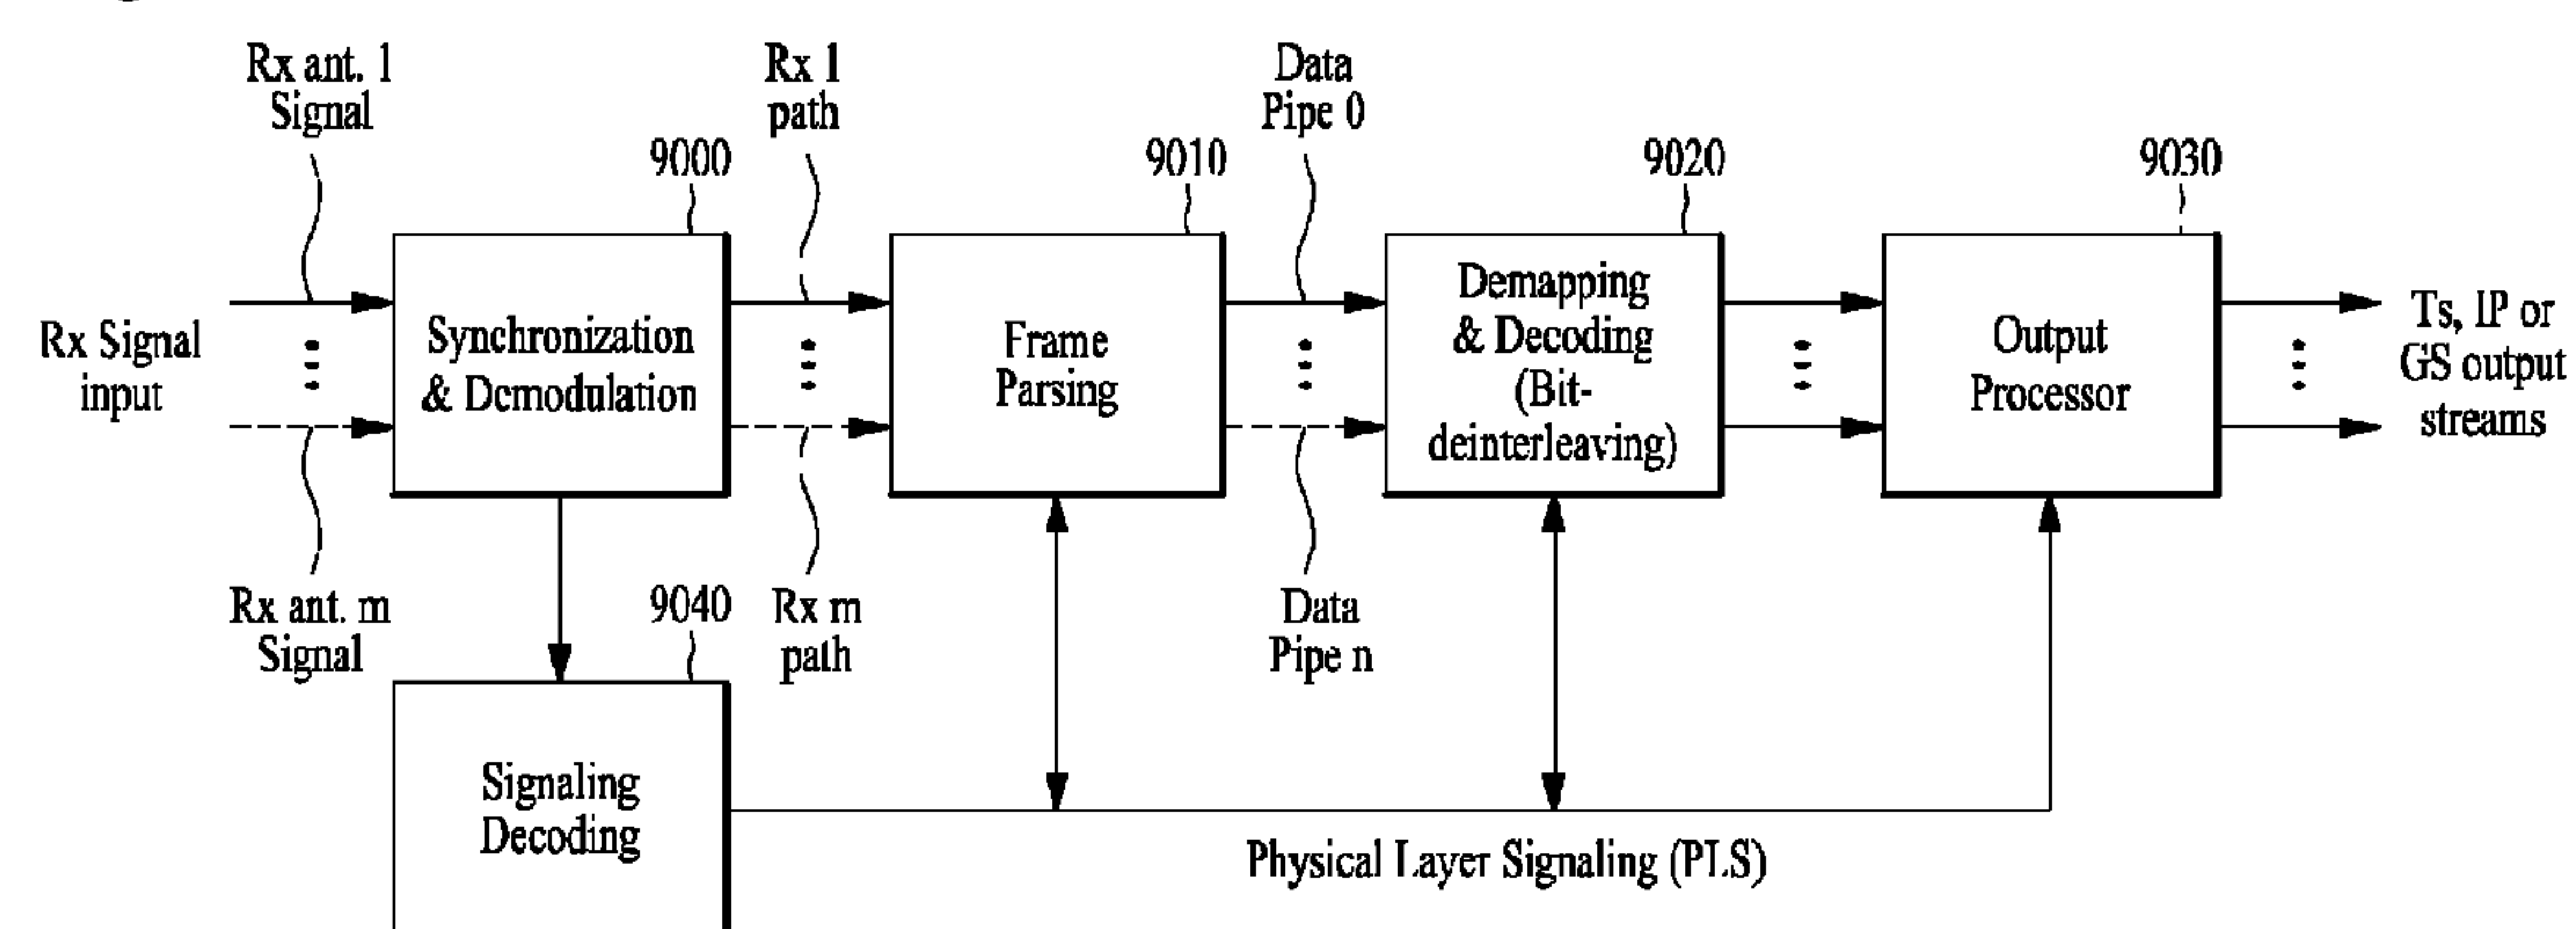 Rx ant. 1
Signal
Rx 1
path
Data
Pipe 0
9000
9010
9020
9030
Rx Signal
input
Synchronization
& Demodulation
Frame
Parsing
Demapping
& Decoding
(Bit-
deinterleaving)
Output
Processor
Ts, IP or
GS output
streams
Rx ant. m
Signal
9040
Rx m
path
Data
Pipe n
Signaling
Decoding
Physical Layer Signaling (PLS)